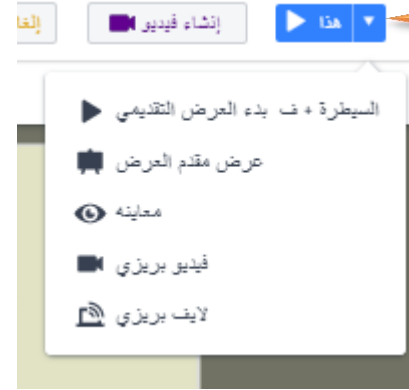 هذا
إنشاء فيديو
إلغا
السيطرة + ف بدء العرض التقديمي
عرض مقدم العرض
معاينه
فيديو بريزي
لايف بريزي